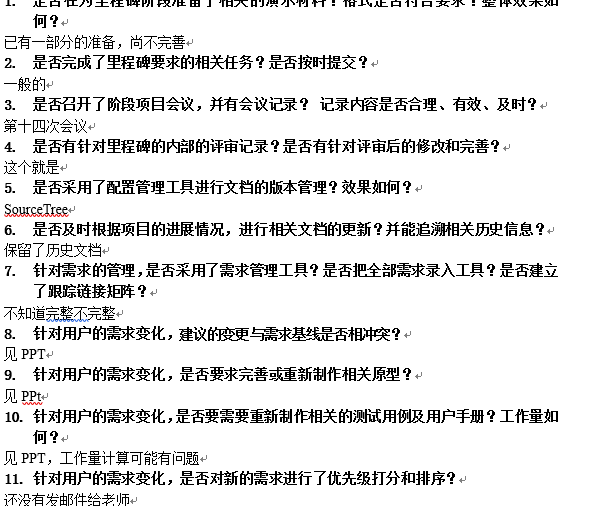 1. 是否在为里程碑阶段准备了相关的演示材料？格式是否符合要求？整体效果如
何？
已有一部分的准备，尚不完善
2. 是否完成了里程碑要求的相关任务？是否按时提交？
一般的
3. 是否召开了阶段项目会议，并有会议记录？ 记录内容是否合理、有效、及时？
第十四次会议
4. 是否有针对里程碑的内部的评审记录？是否有针对评审后的修改和完善？
这个就是
5. 是否采用了配置管理工具进行文档的版本管理？效果如何？
SourceTree
6. 是否及时根据项目的进展情况，进行相关文档的更新？并能追溯相关历史信息？
保留了历史文档
7. 针对需求的管理，是否采用了需求管理工具？是否把全部需求录入工具？是否建立
了跟踪链接矩阵？
不知道完整不完整
8. 针对用户的需求变化，建议的变更与需求基线是否相冲突？
见 PPT
9. 针对用户的需求变化，是否要求完善或重新制作相关原型？
见 PPt
10. 针对用户的需求变化，是否要需要重新制作相关的测试用例及用户手册？工作量如
何？
见 PPT，工作量计算可能有问题
11. 针对用户的需求变化，是否对新的需求进行了优先级打分和排序？
还没有发邮件给老师